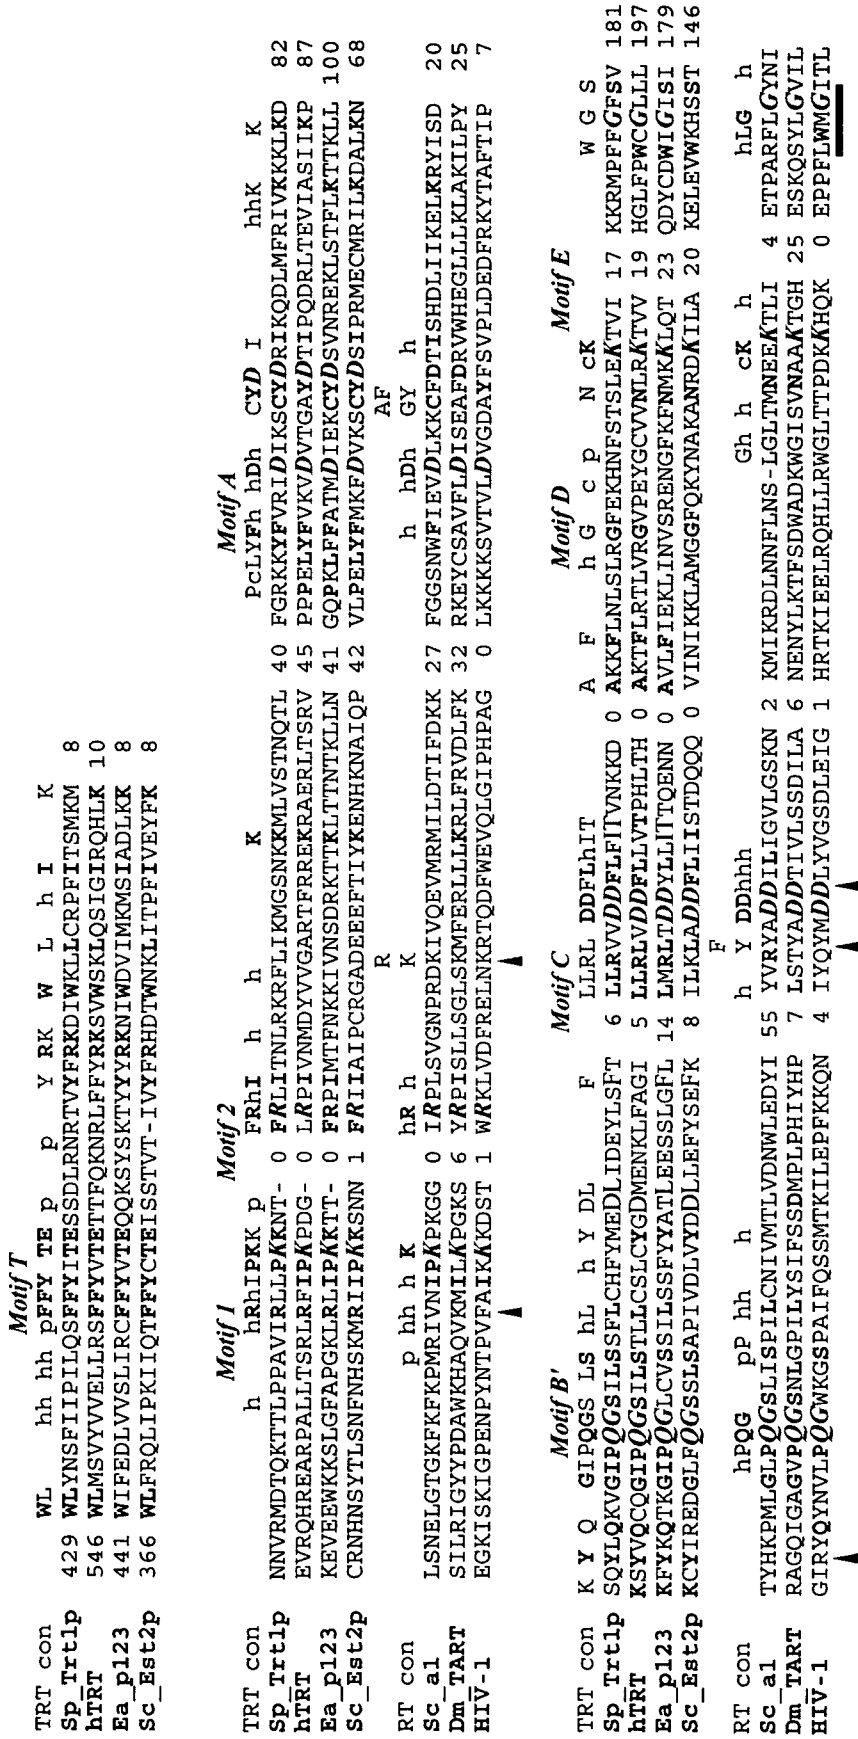 Motif T
TRT con WL hh hh pFFY TE p p Y RK W L h I K
Sp_Trt1p 429 WLYNSFIIPILQSFFYITESSDLRNRTVYFRKDIWKLLCRPFITSMKM 8
hTRT 546 WLMSVYVVELLRSFFYVTETTFQKNRLFFYRKSVWSKLQSIGIRQHLK 10
Ea_p123 441 WIFEDLVVSLIRCFFYVTEQQKSYSKTYYYRKNIWDVIMKMSIADLKK 8
Sc_Est2p 366 WLFRQLIPKIIQTFFYCTEISSTVT-IVYFRHDTWNKLITPFIVEYFK 8
Motif 1 Motif 2 Motif A
TRT con h hRhIPKK p FRhI h h K PcLYFh hDh CYD I hhK K
Sp_Trt1p NNVRMDTQKTTLPPAVIRLLPKKNT- 0 FRLITNLRKRFLIKMGSNKKMLVSTNQTL 40 FGRKKYFVRIDIKSCYDRIKQDLMFRIVKKKLKD 82
hTRT EVRQHREARPALLTSRLRFIPKPDG- 0 LRPIVNMDYVVGARTFRREKRAERLTSRV 45 PPPELYFVKVDVTGAYDTIPQDRLTEVIASIIKP 87
Ea_p123 KEVEEWKKSLGFAPGKLRLIPKKTT- 0 FRPIMTFNKKIVNSDRKTTKLTTNTKLLN 41 GQPKLFFATMDIEKCYDSVNREKLSTFLKTTKLL 100
Sc_Est2p CRNHNSYTLSNFNHSKMRIIPKKSNN 1 FRIIAIPCRGADEEEFTIYKENHKNAIQP 42 VLPELYFMKFDVKSCYDSIPRMECMRILKDALKN 68
R AF
RT con p hh h K hR h K h hDh GY h
Sc_a1 LSNELGTGKFKFKPMRIVNIPKPKGG 0 IRPLSVGNPRDKIVQEVMRMILDTIFDKK 27 FGGSNWFIEVDLKKCFDTISHDLIIKELKRYISD 20
Dm_TART SILRIGYYPDAWKHAQVKMILKPGKS 6 YRPISLLSGLSKMFERLLLKRLFRVDLFK 32 RKEYCSAVFLDISEAFDRVWHEGLLLKLAKILPY 25
HIV-1 EGKISKIGPENPYNTPVFAIKKKDST 1 WRKLVDFRELNKRTQDFWEVQLGIPHPAG 0 LKKKKSVTVLDVGDAYFSVPLDEDFRKYTAFTIP 7
Motif B' Motif C Motif D Motif E
TRT con K Y Q GIPQGS LS hL h Y DL F LLRL DDFLhIT A F h G c p N cK W G S
Sp_Trt1p SQYLQKVGIPQGSILSSFLCHFYMEDLIDEYLSFT 6 LLRVVDDFLFITVNKKD 0 AKKFLNLSLRGFEKHNFSTSLEKTVI 17 KKRMPFFGFSV 181
hTRT KSYVQCQGIPQGSILSTLLCSLCYGDMENKLFAGI 5 LLRLVDDFLLVTPHLTH 0 AKTFLRTLVRGVPEYGCVVNLRKTVV 19 HGLFPWCGLLL 197
Ea_p123 KFYKQTKGIPQGLCVSSILSSFYYATLEESSLGFL 14 LMRLTDDYLLITTQENN 0 AVLFIEKLINVSRENGFKFNMKKLQT 23 QDYCDWIGISI 179
Sc_Est2p KCYIREDGLFQGSSLSAPIVDLVYDDLLEFYSEFK 8 ILKLADDFLIISTDQQQ 0 VINIKKLAMGGFQKYNAKANRDKILA 20 KELEVWKHSST 146
F
RT con hPQG pP hh h h Y DDhhh Gh h cK h hLG h
Sc_a1 TYHKPMLGLPQGSLISPILCNIVMTLVDNWLEDYI 55 YVRYADDILIGVLGSKN 2 KMIKRDLNNFLNS-LGLTMNEEKTLI 4 ETPARFLGYNI
Dm_TART RAGQIGAGVPQGSNLGPILYSIFSSDMPLPHIYHP 7 LSTYADDTIVLSSDILA 6 NENYLKTFSDWADKWGISVNAAKTGH 25 ESKQSYLGVIL
HIV-1 GIRYQYNVLPQGWKGSPAIFQSSMTKILEPFKKQN 4 IYQYMDDLYVGSDLEIG 1 HRTKIEELRQHLLRWGLTTPDKKHQK 0 EPPFLWMGITL